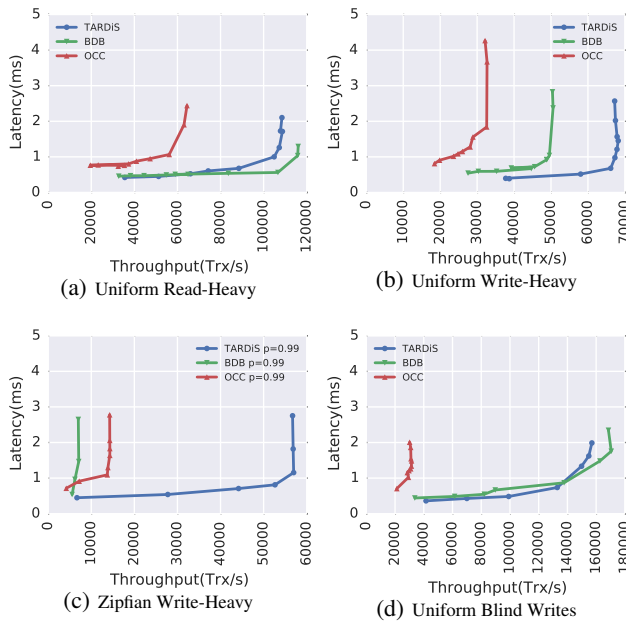 5
4
3
2
1
0
Latency(ms)
TARDiS
BDB
OCC
0
20000
40000
60000
80000
100000
120000
Throughput(Trx/s)
(a) Uniform Read-Heavy
5
4
3
2
1
0
Latency(ms)
TARDiS
BDB
OCC
0
10000
20000
30000
40000
50000
60000
70000
Throughput(Trx/s)
(b) Uniform Write-Heavy
5
4
3
2
1
0
Latency(ms)
TARDiS p=0.99
BDB p=0.99
OCC p=0.99
0
10000
20000
30000
40000
50000
60000
Throughput(Trx/s)
(c) Zipfian Write-Heavy
5
4
3
2
1
0
Latency(ms)
TARDiS
BDB
OCC
0
20000
40000
60000
80000
100000
120000
140000
160000
180000
Throughput(Trx/s)
(d) Uniform Blind Writes